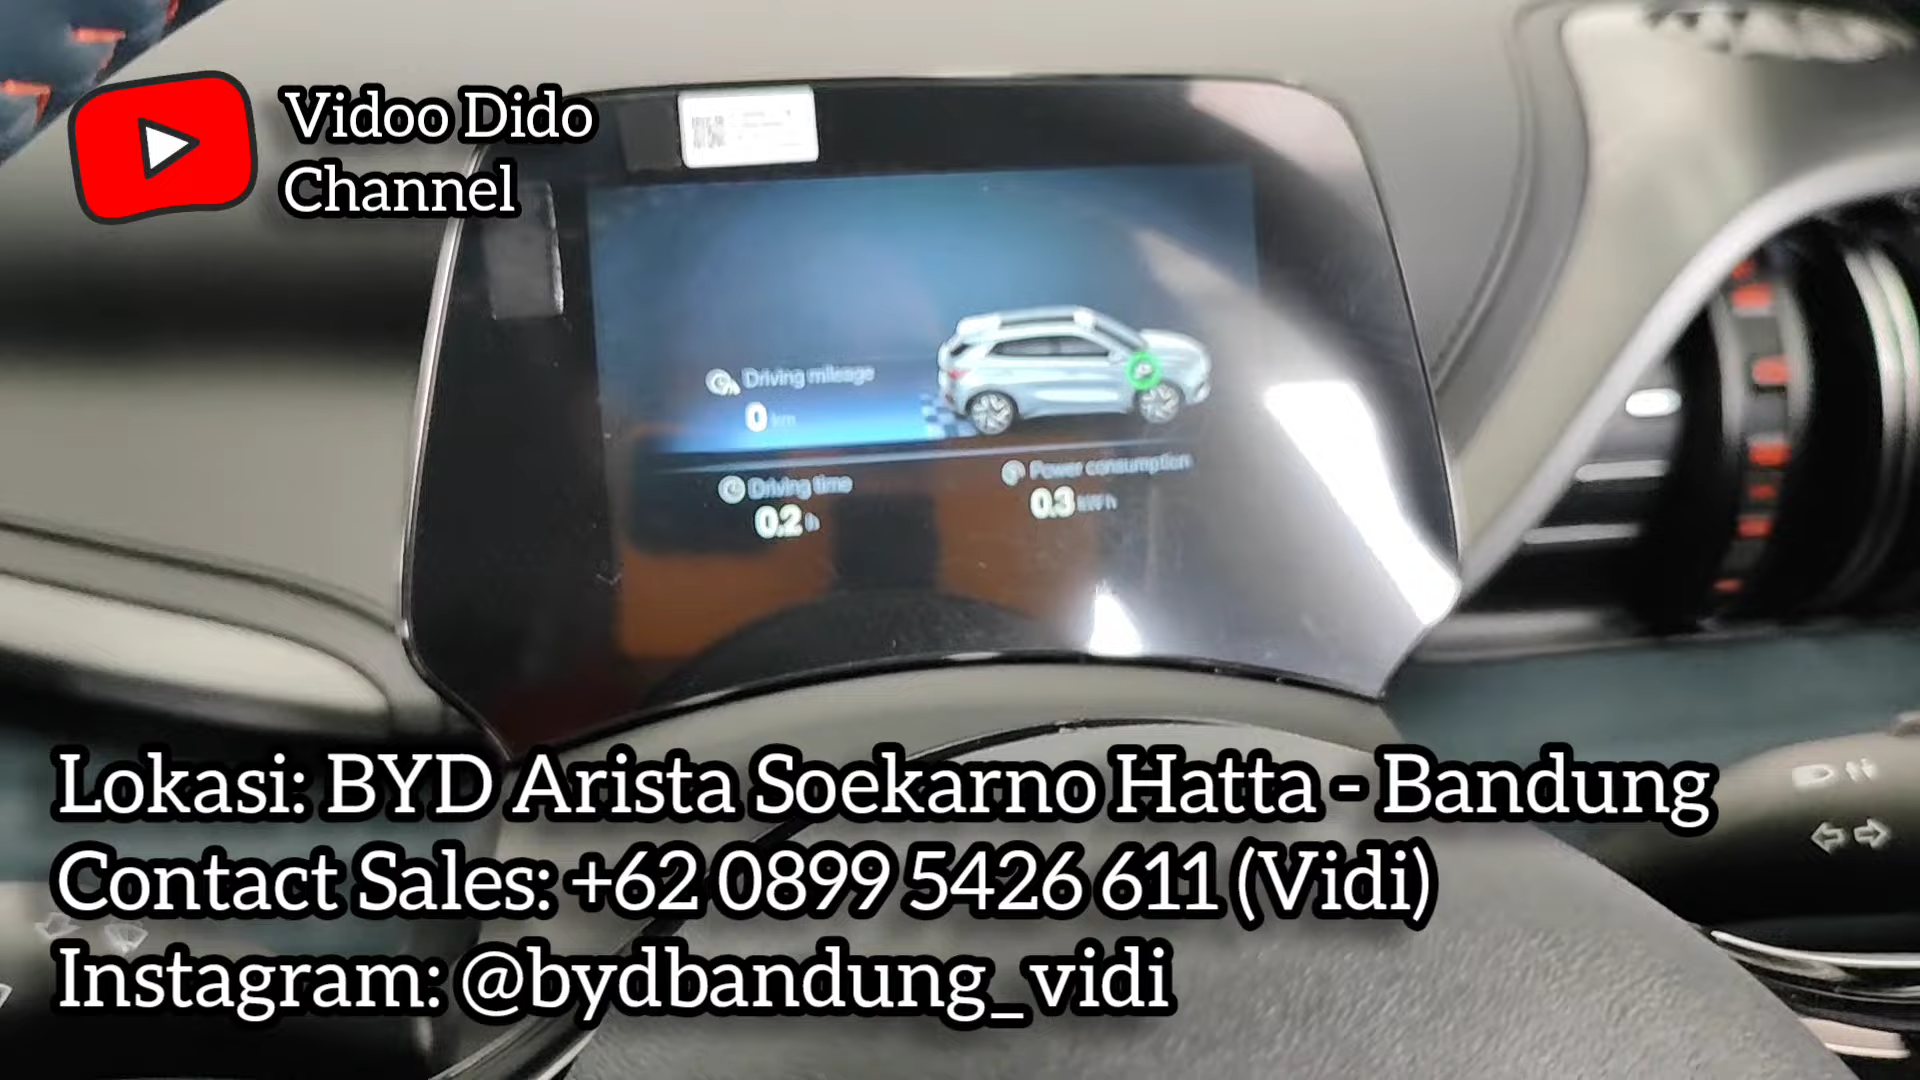 Vidoo Dido
Channel
Driving mileage
0 km
Driving time
0.2 h
Power consumption
0.3 kWh
Lokasi: BYD Arista Soekarno Hatta - Bandung
Contact Sales: +62 0899 5426 611 (Vidi)
Instagram: @bydbandung_vidi